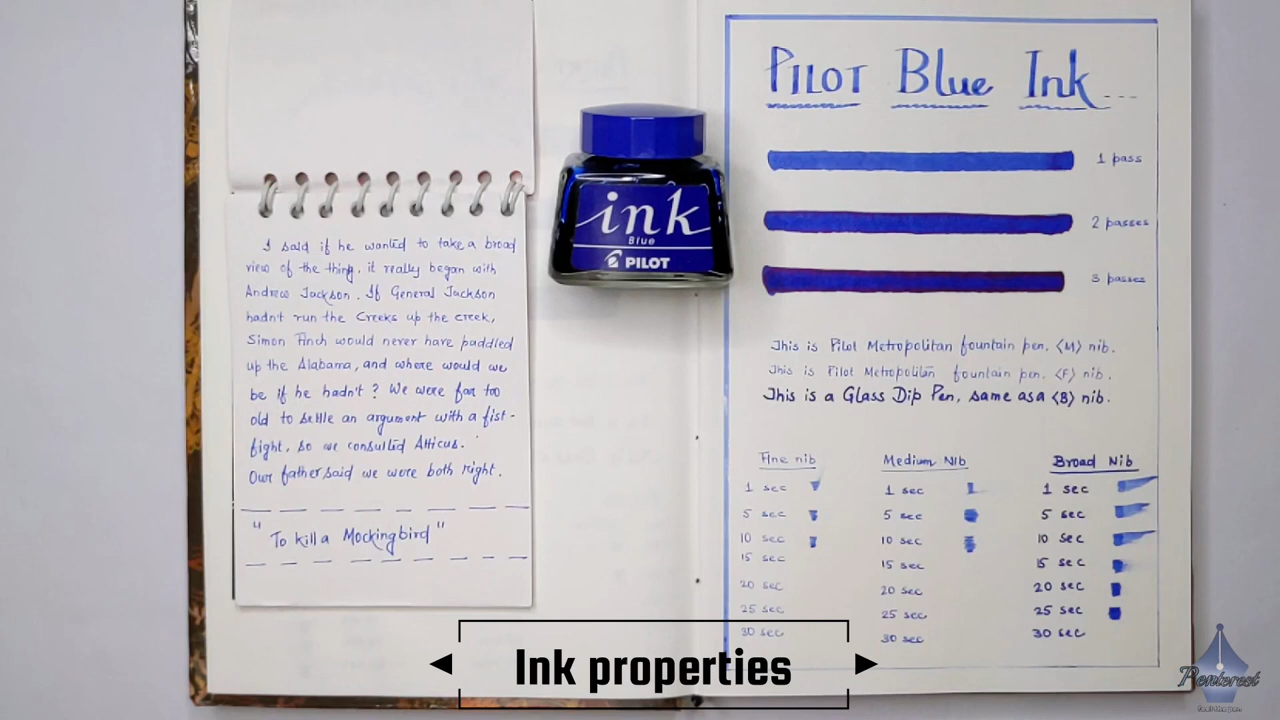 I said if he wanted to take a broad
view of the thing, it really began with
Andrew Jackson. If General Jackson
hadn't run the Creeks up the creek,
Simon Finch would never have paddled
up the Alabama, and where would we
be if he hadn't? We were far too
old to settle an argument with a fist-
fight, so we consulted Atticus.
Our father said we were both right.
"To kill a Mockingbird"
ink
Blue
PILOT
PILOT Blue Ink...
1 pass
2 passes
3 passes
This is Pilot Metropolitan fountain pen. <M> nib.
This is Pilot Metropolitan fountain pen. <F> nib.
This is a Glass Dip Pen, same as a <B> nib.
Fine nib
1 sec
5 sec
10 sec
15 sec
20 sec
25 sec
30 sec
Medium Nib
1 sec
5 sec
10 sec
15 sec
20 sec
25 sec
30 sec
Broad Nib
1 sec
5 sec
10 sec
15 sec
20 sec
25 sec
30 sec
Ink properties
Penterest